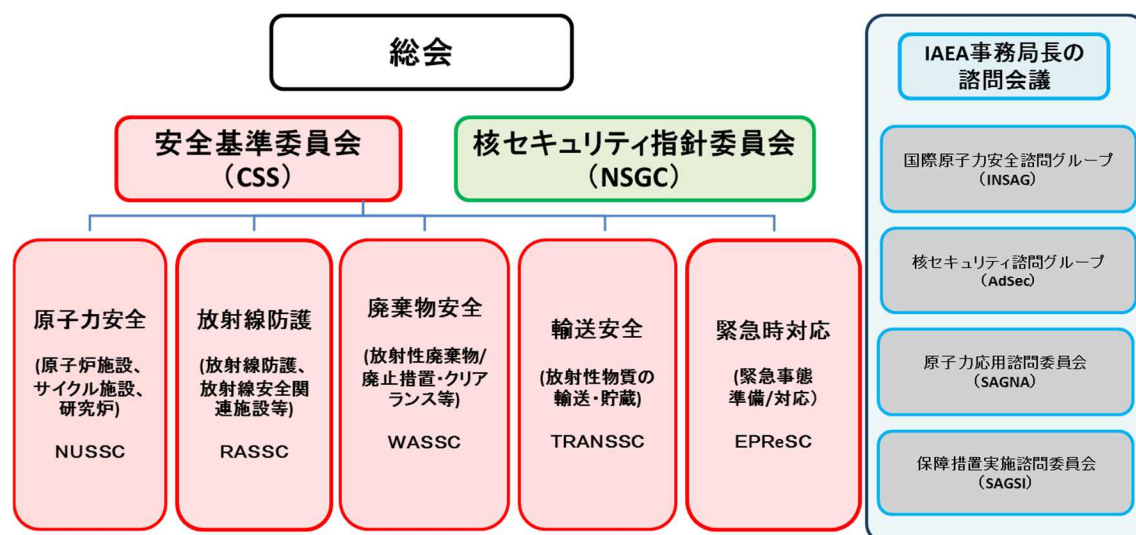 総会
安全基準委員会
（CSS）
核セキュリティ指針委員会
（NSGC）
原子力安全
(原子炉施設、
サイクル施設、
研究炉)
NUSSC
放射線防護
(放射線防護、
放射線安全関
連施設等)
RASSC
廃棄物安全
(放射性廃棄物/
廃止措置・クリア
ランス等)
WASSC
輸送安全
(放射性物質の
輸送・貯蔵)
TRANSSC
緊急時対応
(緊急事態
準備/対応）
EPReSC
IAEA事務局長の
諮問会議
国際原子力安全諮問グループ
（INSAG）
核セキュリティ諮問グループ
（AdSec）
原子力応用諮問委員会
（SAGNA）
保障措置実施諮問委員会
（SAGSI）